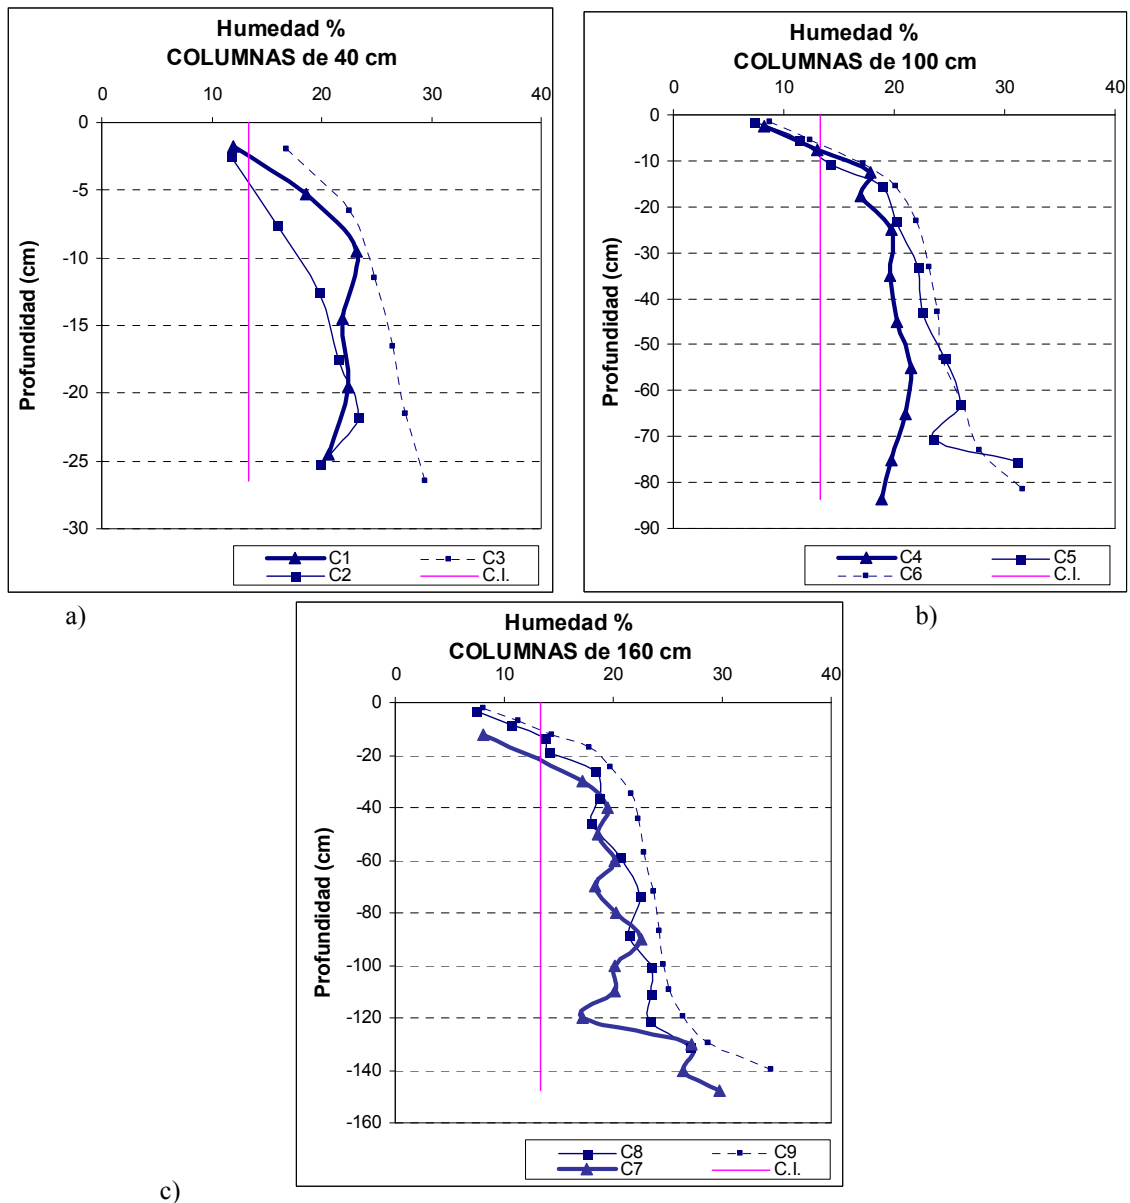 Humedad %
COLUMNAS de 40 cm
0 10 20 30 40
0
-5
-10
-15
-20
-25
-30
Profundidad (cm)
C1 C3
C2 C.I.
a)
Humedad %
COLUMNAS de 100 cm
0 10 20 30 40
0
-10
-20
-30
-40
-50
-60
-70
-80
-90
Profundidad (cm)
C4 C5
C6 C.I.
b)
Humedad %
COLUMNAS de 160 cm
0 10 20 30 40
0
-20
-40
-60
-80
-100
-120
-140
-160
Profundidad (cm)
C8 C9
C7 C.I.
c)